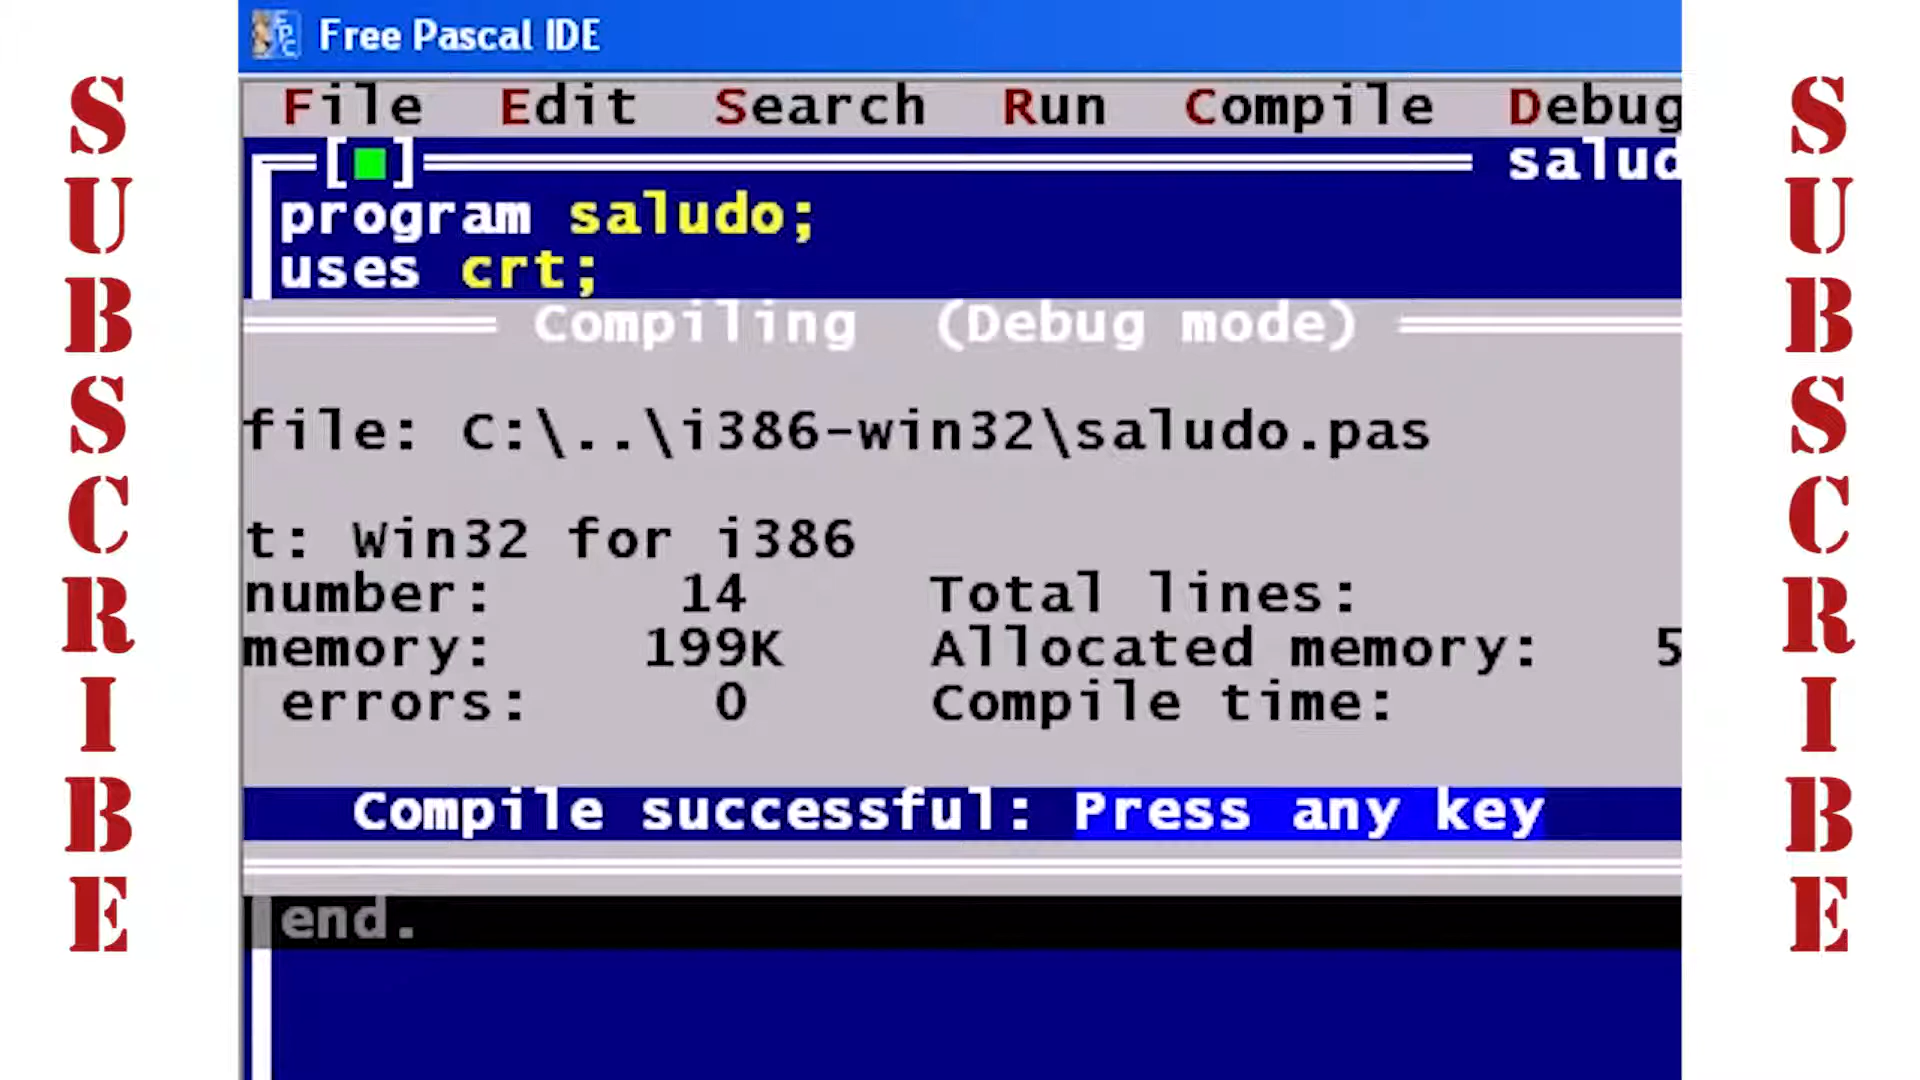 SUBSCRIBE
Free Pascal IDE
File Edit Search Run Compile Debug
[■] salud
program saludo;
uses crt;
Compiling (Debug mode)
file: C:\..\i386-win32\saludo.pas
t: Win32 for i386
number: 14 Total lines:
memory: 199K Allocated memory: 5
errors: 0 Compile time:
Compile successful: Press any key
end.
SUBSCRIBE